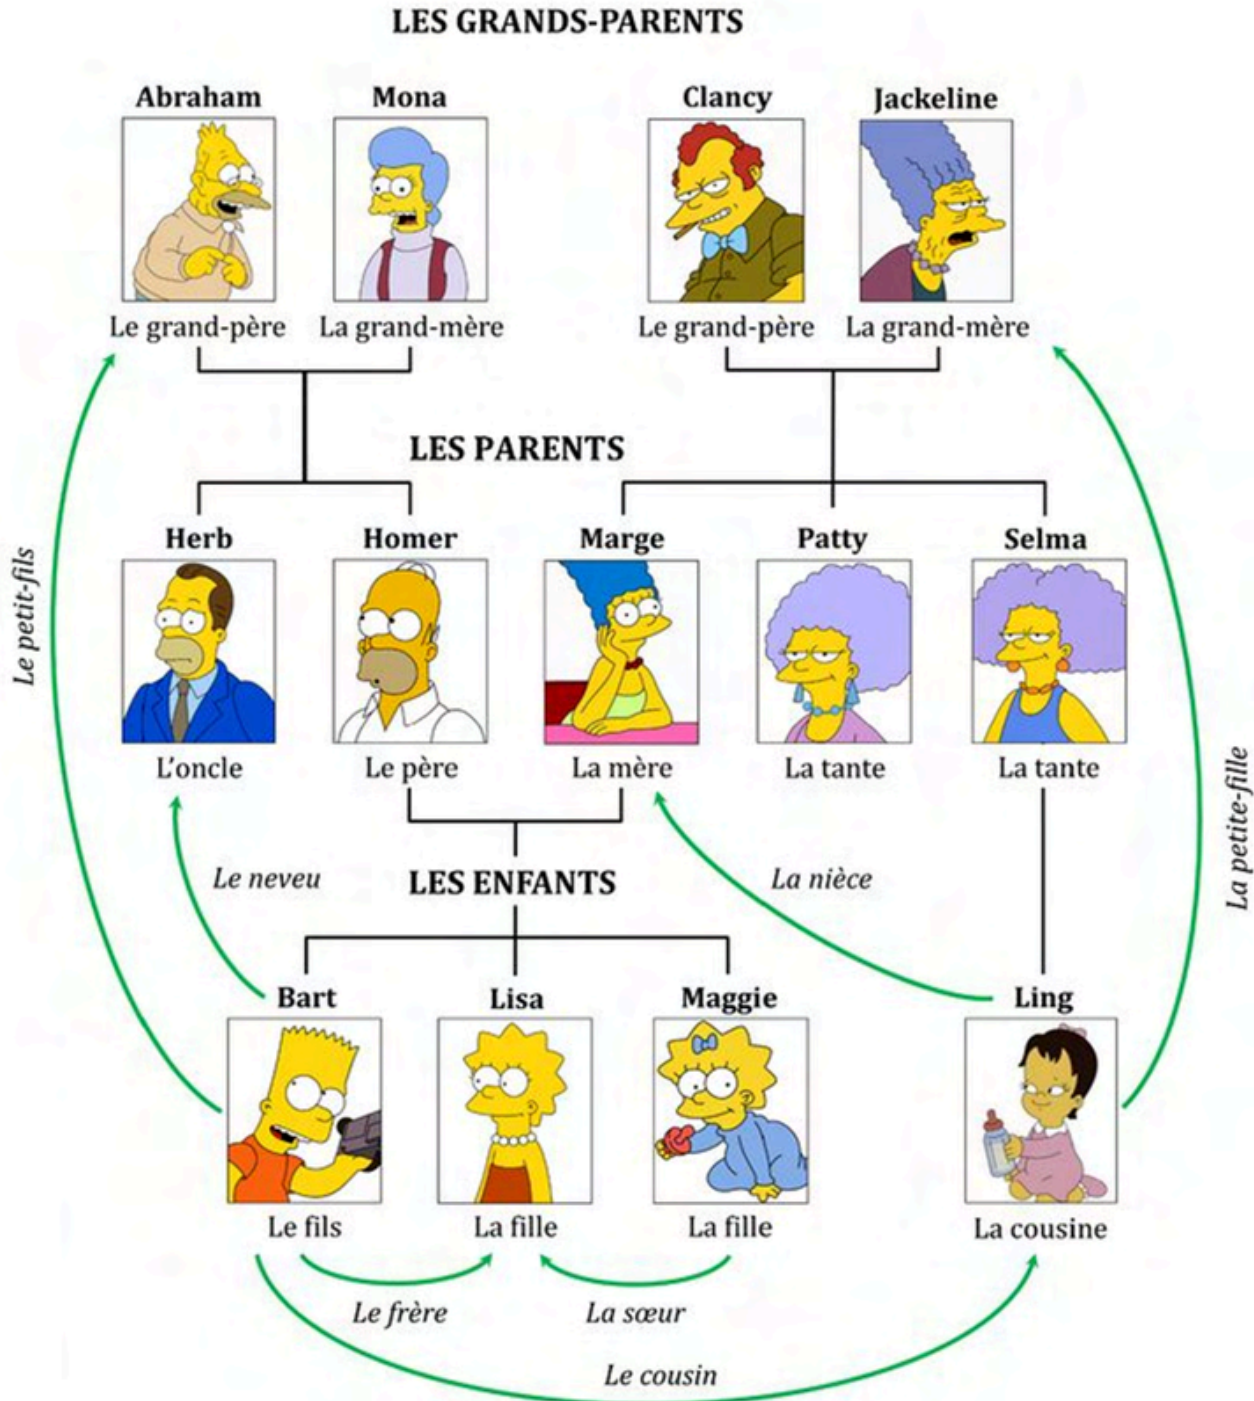 LES GRANDS-PARENTS
Abraham
Mona
Clancy
Jackeline
Le grand-père
La grand-mère
Le grand-père
La grand-mère
LES PARENTS
Herb
Homer
Marge
Patty
Selma
Le petit-fils
L'oncle
Le père
La mère
La tante
La tante
La petite-fille
Le neveu
LES ENFANTS
La nièce
Bart
Lisa
Maggie
Ling
Le fils
La fille
La fille
La cousine
Le frère
La sœur
Le cousin